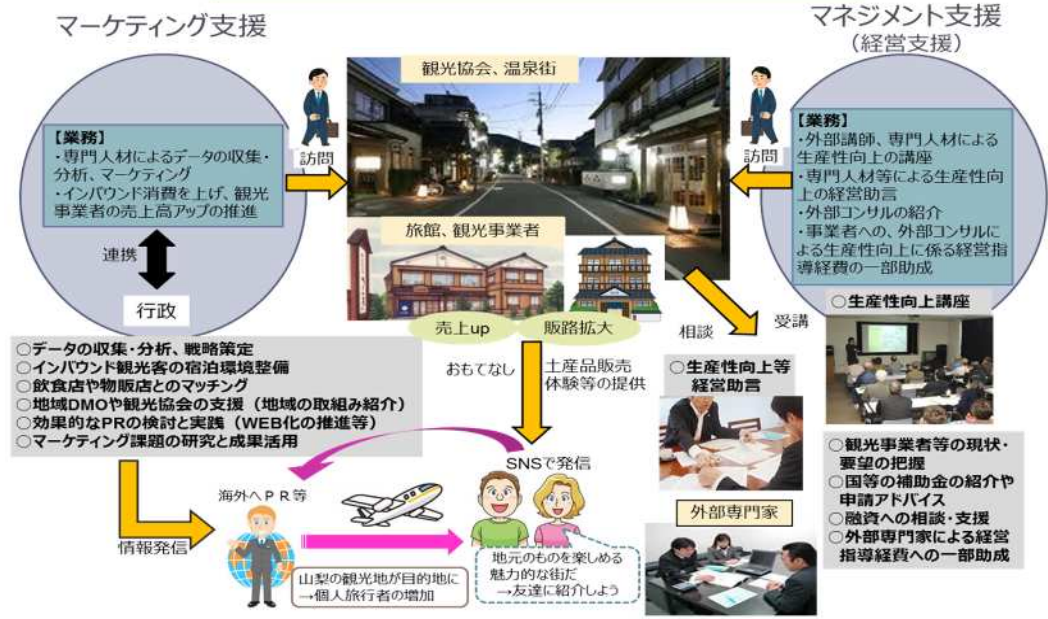 マーケティング支援
マネジメント支援
（経営支援）
観光協会、温泉街
訪問
訪問
【業務】
・専門人材によるデータの収集・
分析、マーケティング
・インバウンド消費を上げ、観光
事業者の売上高アップの推進
【業務】
・外部講師、専門人材による
生産性向上の講座
・専門人材等による生産性向
上の経営助言
・外部コンサルの紹介
・事業者への、外部コンサルに
よる生産性向上に係る経営指
導経費の一部助成
連携
行政
旅館、観光事業者
売上up
販路拡大
相談
受講
○生産性向上講座
○データの収集・分析、戦略策定
○インバウンド観光客の宿泊環境整備
○飲食店や物販店とのマッチング
○地域DMOや観光協会の支援（地域の取組み紹介）
○効果的なPRの検討と実践（WEB化の推進等）
○マーケティング課題の研究と成果活用
おもてなし
土産品販売
体験等の提供
○生産性向上等
経営助言
SNSで発信
海外へＰＲ等
情報発信
山梨の観光地が目的地に
→個人旅行者の増加
地元のものを楽しめる
魅力的な街だ
→友達に紹介しよう
外部専門家
○観光事業者等の現状・
要望の把握
○国等の補助金の紹介や
申請アドバイス
○融資への相談・支援
○外部専門家による経営
指導経費への一部助成